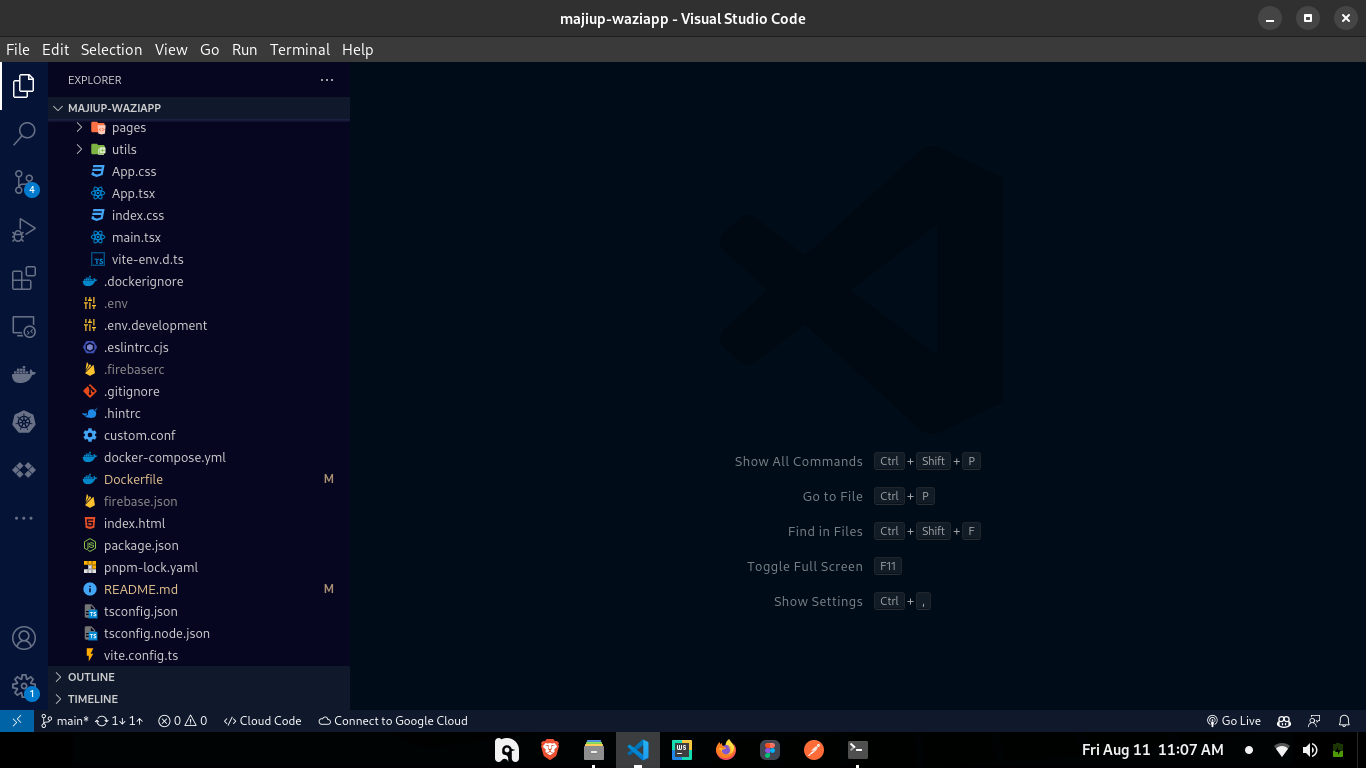 majiup-waziapp - Visual Studio Code
File Edit Selection View Go Run Terminal Help
EXPLORER
MAJIUP-WAZIAPP
pages
utils
App.css
App.tsx
index.css
main.tsx
TS vite-env.d.ts
.dockerignore
.env
.env.development
.eslintrc.cjs
.firebaserc
.gitignore
.hintrc
custom.conf
docker-compose.yml
Dockerfile M
firebase.json
index.html
package.json
pnpm-lock.yaml
README.md M
TS tsconfig.json
TS tsconfig.node.json
vite.config.ts
OUTLINE
TIMELINE
4
1
Show All Commands Ctrl + Shift + P
Go to File Ctrl + P
Find in Files Ctrl + Shift + F
Toggle Full Screen F11
Show Settings Ctrl + ,
main* 1↓ 1↑ 0 0 </> Cloud Code Connect to Google Cloud Go Live
WS
Fri Aug 11 11:07 AM